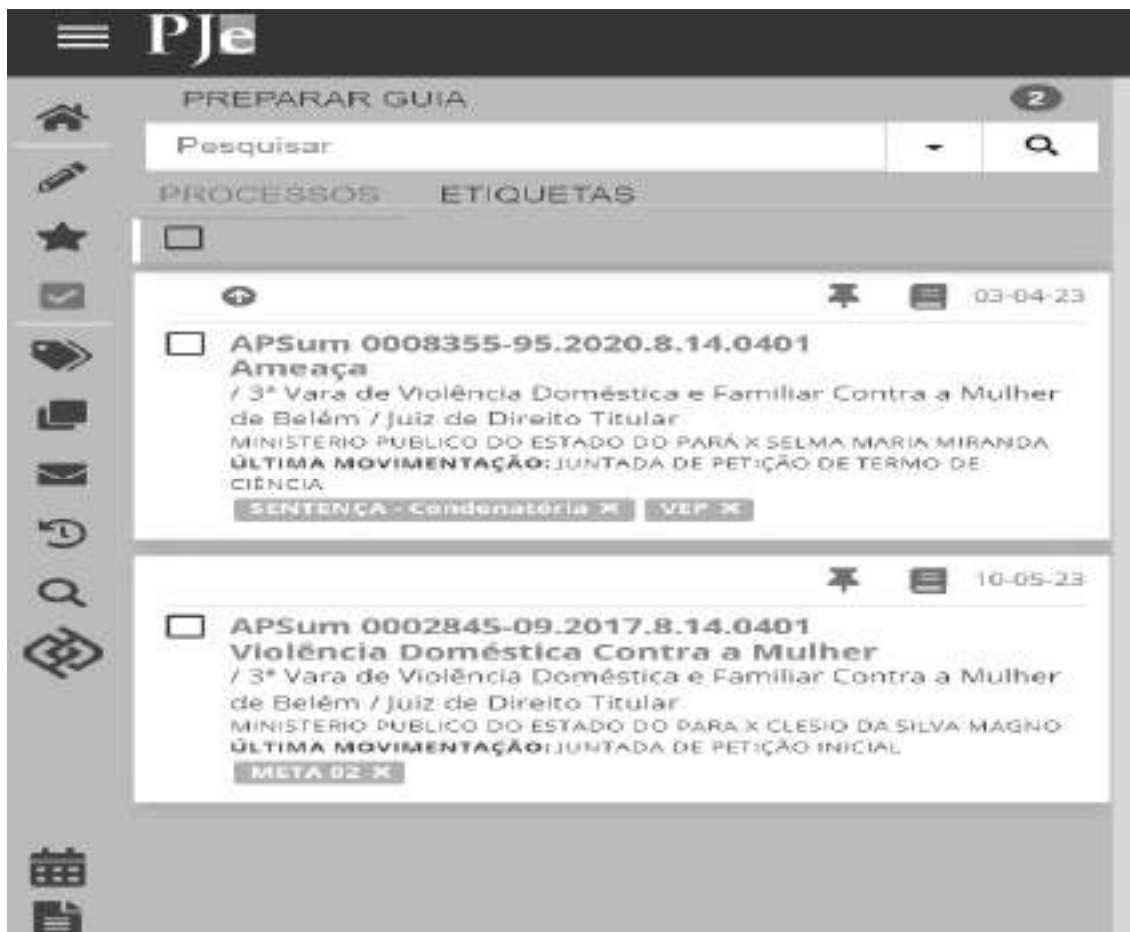 PJe
PREPARAR GUIA 2
Pesquisar
PROCESSOS ETIQUETAS
03-04-23
APSum 0008355-95.2020.8.14.0401
Ameaça
/ 3ª Vara de Violência Doméstica e Familiar Contra a Mulher
de Belém / Juiz de Direito Titular
MINISTERIO PUBLICO DO ESTADO DO PARÁ X SELMA MARIA MIRANDA
ÚLTIMA MOVIMENTAÇÃO: JUNTADA DE PETIÇÃO DE TERMO DE
CIÊNCIA
SENTENÇA - Condenatória × VEP ×
10-05-23
APSum 0002845-09.2017.8.14.0401
Violência Doméstica Contra a Mulher
/ 3ª Vara de Violência Doméstica e Familiar Contra a Mulher
de Belém / Juiz de Direito Titular
MINISTERIO PUBLICO DO ESTADO DO PARA X CLESIO DA SILVA MAGNO
ÚLTIMA MOVIMENTAÇÃO: JUNTADA DE PETIÇÃO INICIAL
META 02 ×